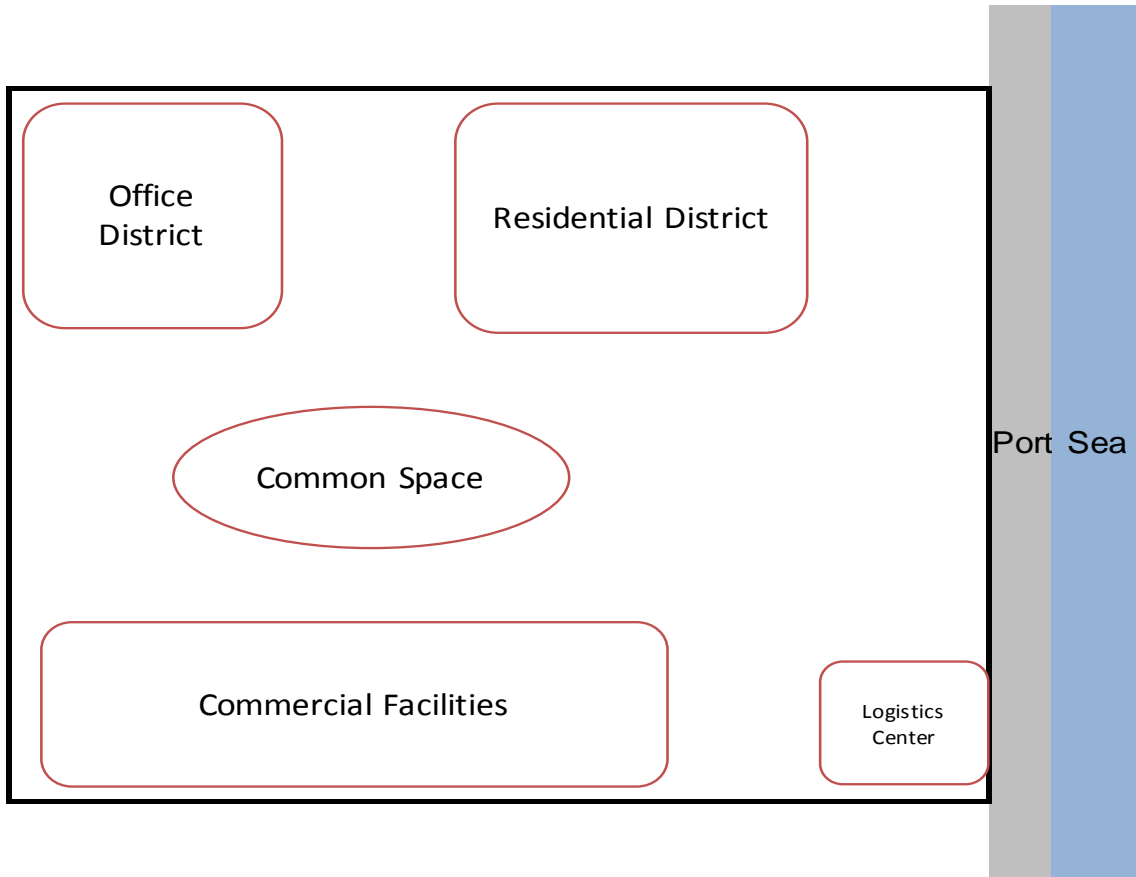 Office
District
Residential District
Common Space
Port Sea
Commercial Facilities
Logistics
Center